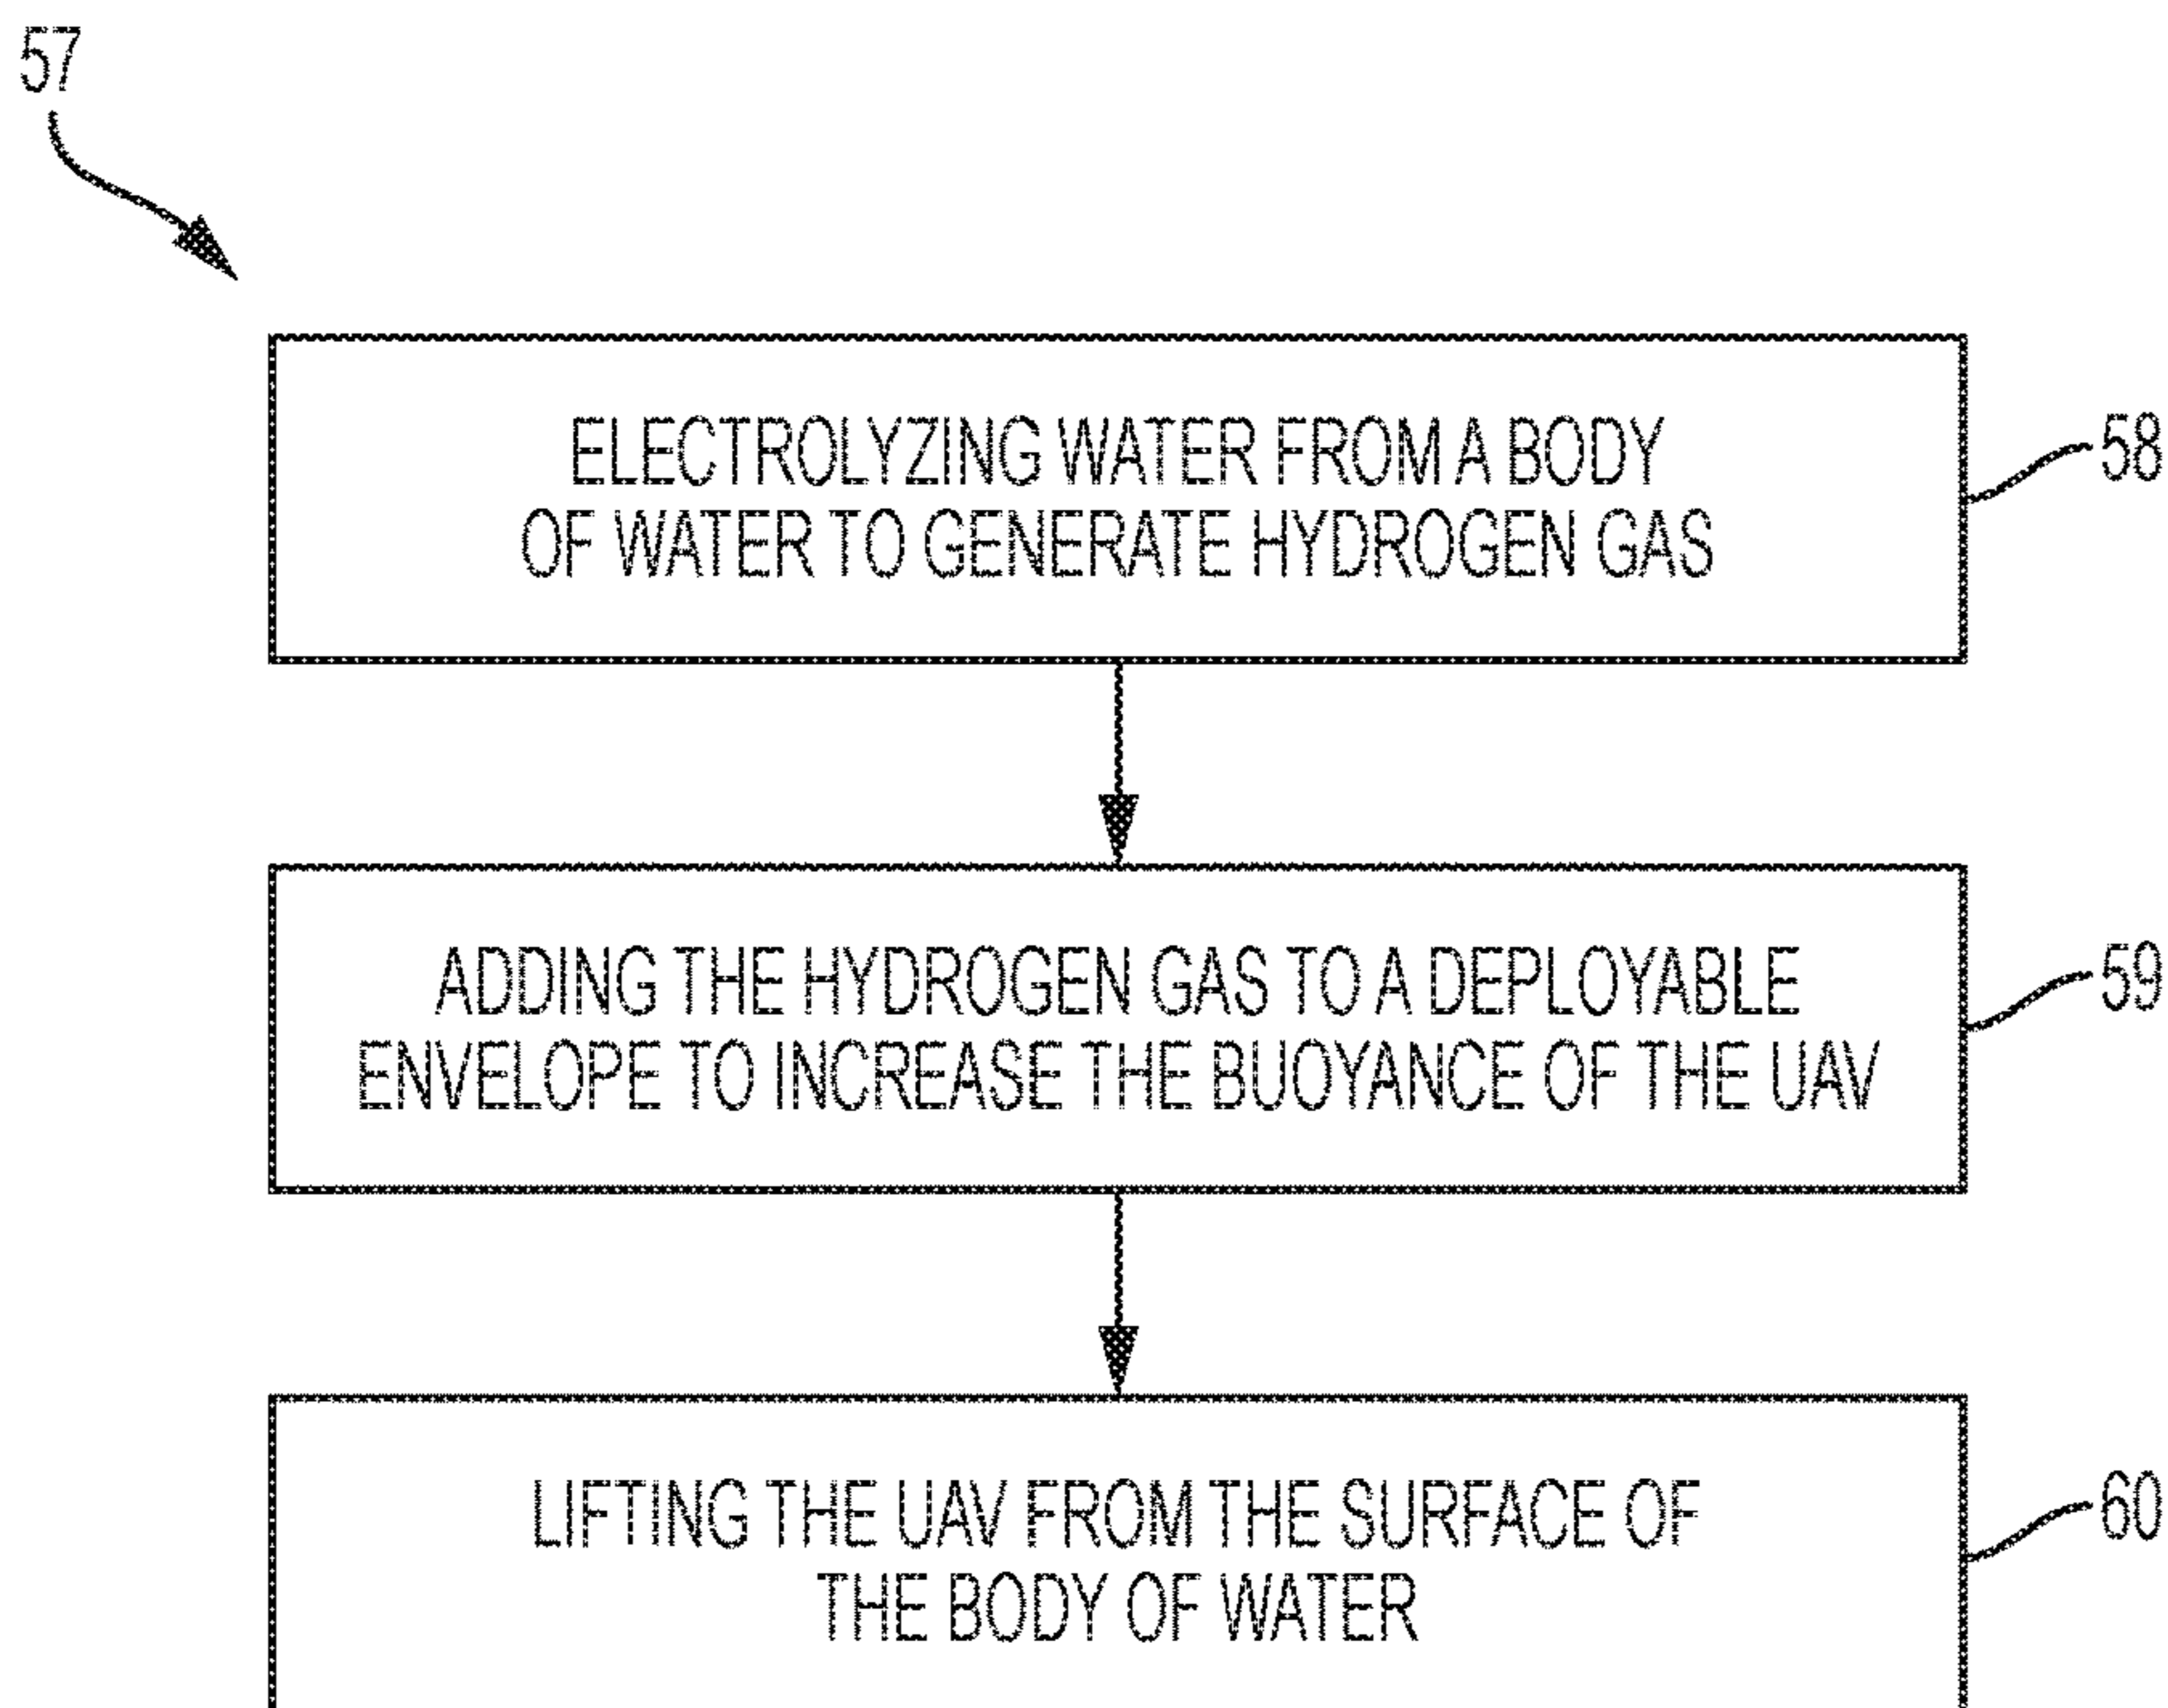 57
ELECTROLYZING WATER FROM A BODY
OF WATER TO GENERATE HYDROGEN GAS
58
ADDING THE HYDROGEN GAS TO A DEPLOYABLE
ENVELOPE TO INCREASE THE BUOYANCE OF THE UAV
59
LIFTING THE UAV FROM THE SURFACE OF
THE BODY OF WATER
60